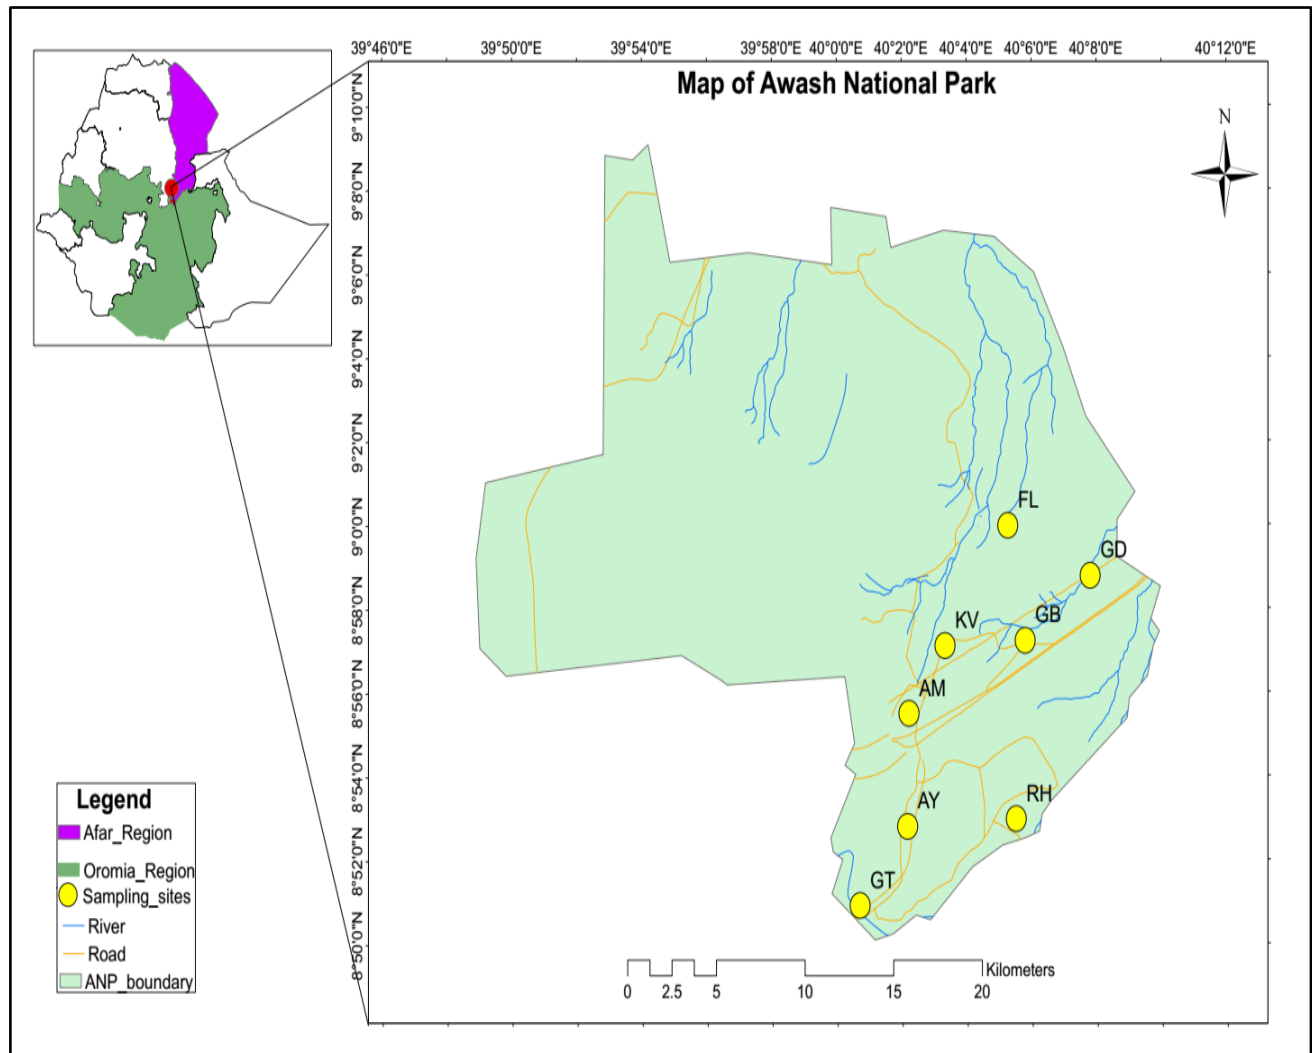 39°46'0"E 39°50'0"E 39°54'0"E 39°58'0"E 40°0'0"E 40°2'0"E 40°4'0"E 40°6'0"E 40°8'0"E 40°12'0"E
Map of Awash National Park
N
9°10'0"N
9°8'0"N
9°6'0"N
9°4'0"N
9°2'0"N
9°0'0"N
8°58'0"N
8°56'0"N
8°54'0"N
8°52'0"N
8°50'0"N
FL
GD
GB
KV
AM
AY
RH
GT
Legend
Afar_Region
Oromia_Region
Sampling_sites
River
Road
ANP_boundary
Kilometers
0 2.5 5 10 15 20